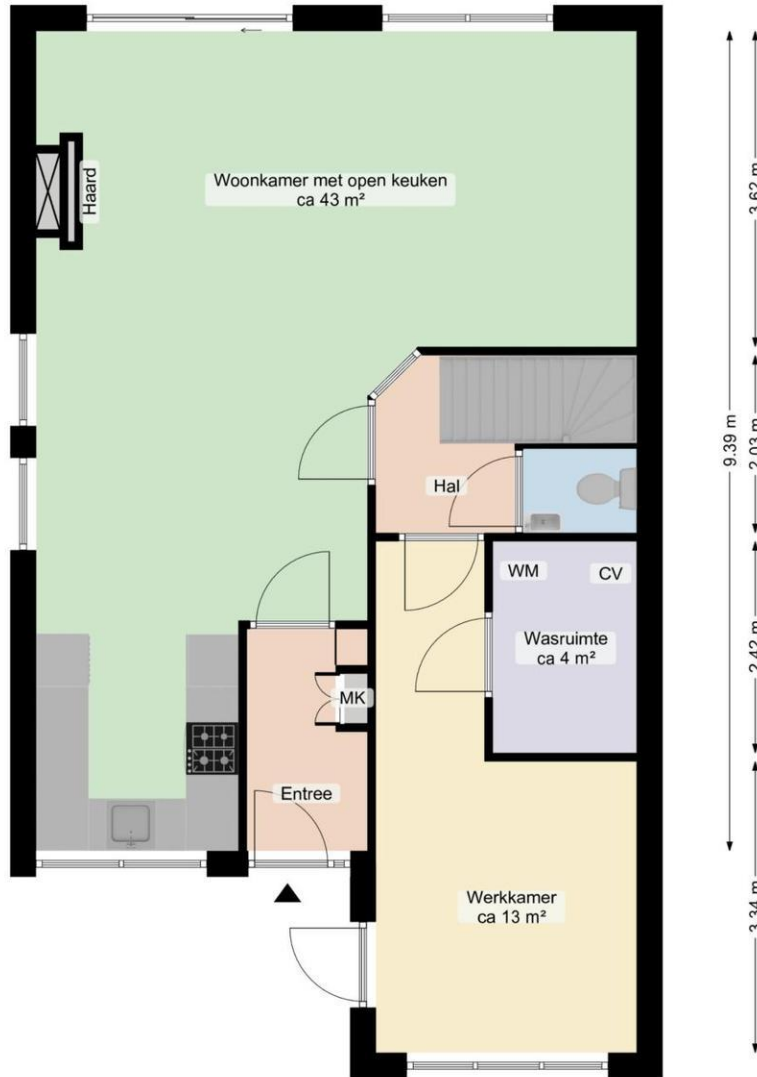 Woonkamer met open keuken
ca 43 m²
Haard
3.62 m
9.39 m
2.03 m
Hal
WM
CV
Wasruimte
ca 4 m²
2.42 m
MK
Entree
Werkkamer
ca 13 m²
3.34 m